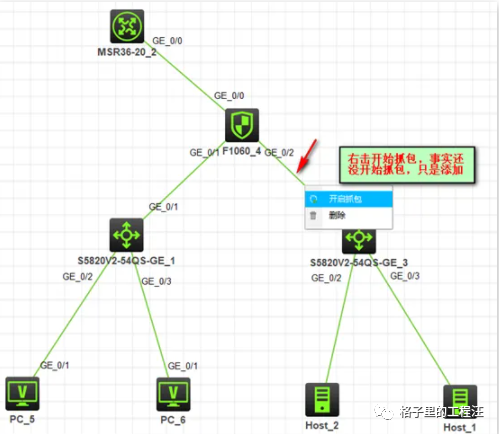 GE_0/0
MSR36-20_2
GE_0/0
GE_0/1
F1060_4
GE_0/2
右击开始抓包，事实还
没开始抓包，只是添加
开启抓包
删除
GE_0/1
S5820V2-54QS-GE_1
S5820V2-54QS-GE_3
GE_0/2
GE_0/3
GE_0/2
GE_0/3
GE_0/1
GE_0/1
PC_5
PC_6
Host_2
Host_1
格子里的工程汪